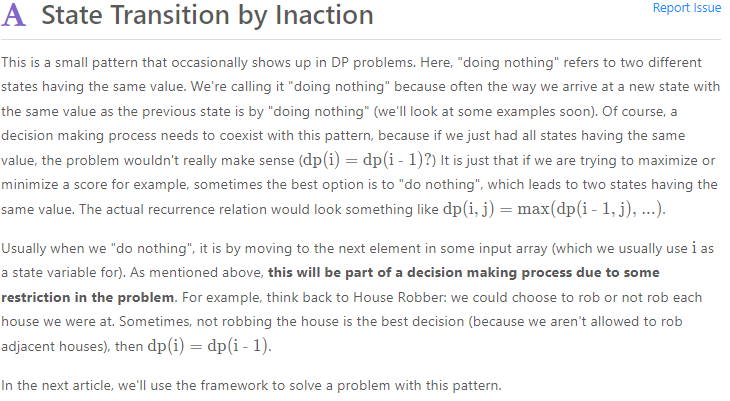 A State Transition by Inaction
Report Issue
This is a small pattern that occasionally shows up in DP problems. Here, "doing nothing" refers to two different
states having the same value. We're calling it "doing nothing" because often the way we arrive at a new state with
the same value as the previous state is by "doing nothing" (we'll look at some examples soon). Of course, a
decision making process needs to coexist with this pattern, because if we just had all states having the same
value, the problem wouldn't really make sense (dp(i) = dp(i - 1)?) It is just that if we are trying to maximize or
minimize a score for example, sometimes the best option is to "do nothing", which leads to two states having the
same value. The actual recurrence relation would look something like dp(i, j) = max(dp(i - 1, j), ...).
Usually when we "do nothing", it is by moving to the next element in some input array (which we usually use i as
a state variable for). As mentioned above, this will be part of a decision making process due to some
restriction in the problem. For example, think back to House Robber: we could choose to rob or not rob each
house we were at. Sometimes, not robbing the house is the best decision (because we aren't allowed to rob
adjacent houses), then dp(i) = dp(i - 1).
In the next article, we'll use the framework to solve a problem with this pattern.